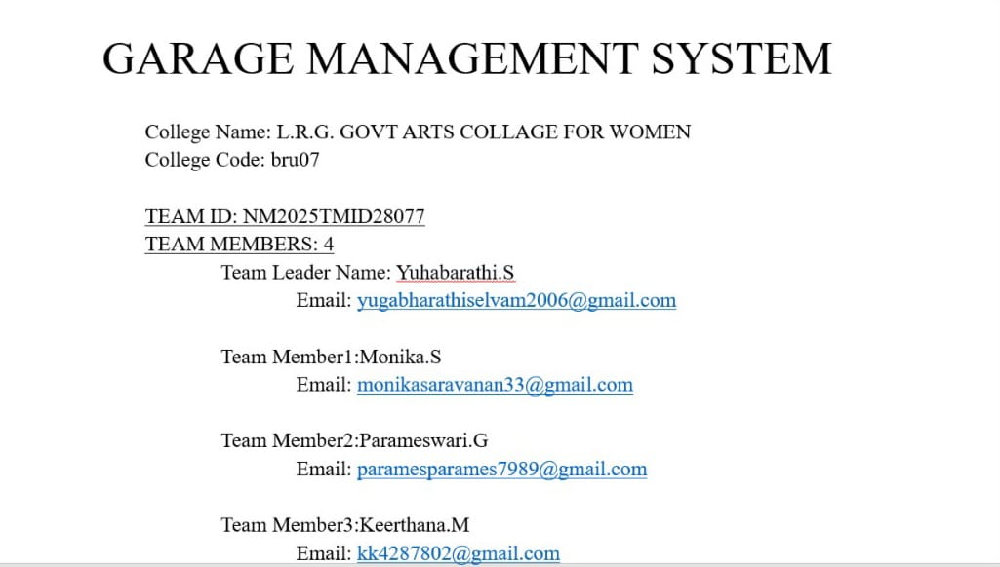 GARAGE MANAGEMENT SYSTEM
College Name: L.R.G. GOVT ARTS COLLAGE FOR WOMEN
College Code: bru07
TEAM ID: NM2025TMID28077
TEAM MEMBERS: 4
Team Leader Name: Yuhabarathi.S
Email: yugabharathiselvam2006@gmail.com
Team Member1:Monika.S
Email: monikasaravanan33@gmail.com
Team Member2:Parameswari.G
Email: paramesparames7989@gmail.com
Team Member3:Keerthana.M
Email: kk4287802@gmail.com